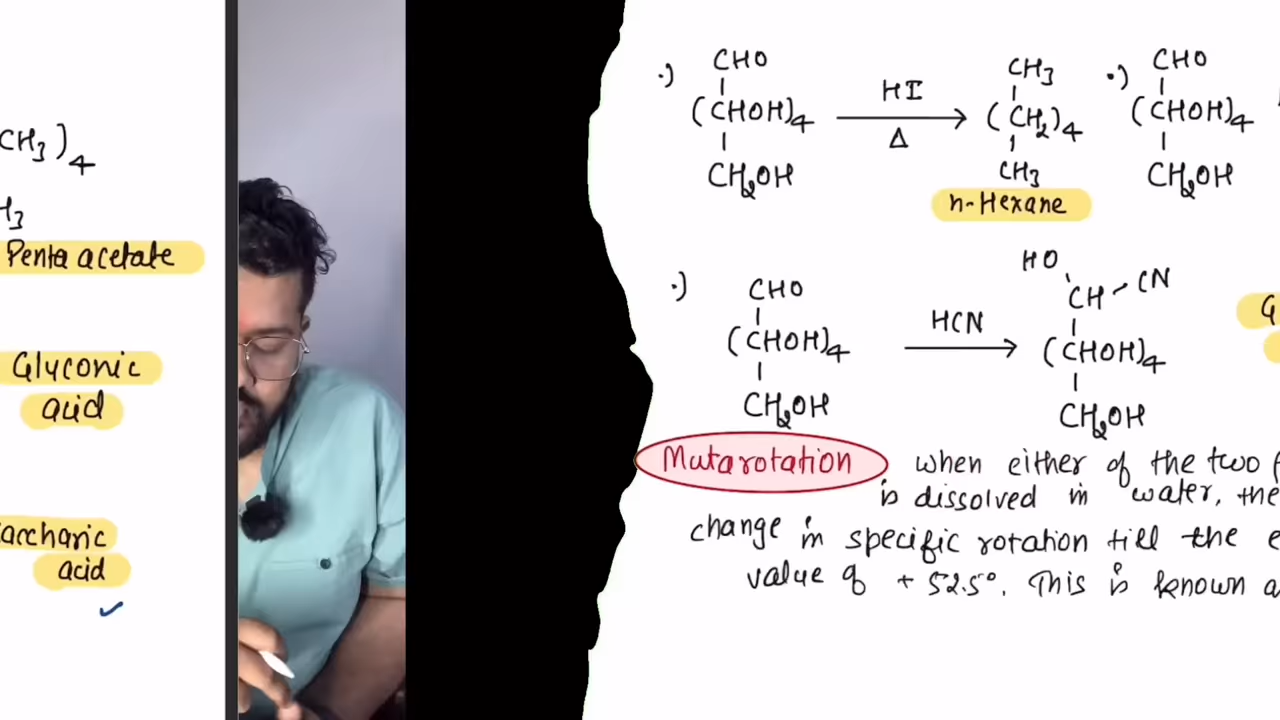 CH₃)₄
H₃
Penta acetate
Glyconic
acid
accharic
acid
·) CHO
(CHOH)₄
CH₂OH
HI
Δ
CH₃
(CH₂)₄
CH₃
n-Hexane
·) CHO
(CHOH)₄
CH₂OH
·) CHO
(CHOH)₄
CH₂OH
HCN
HO
CH-CN
(CHOH)₄
CH₂OH
G
Mutarotation when either of the two
is dissolved in water, the
change in specific rotation till the e
value of + 52.5°. This is known a